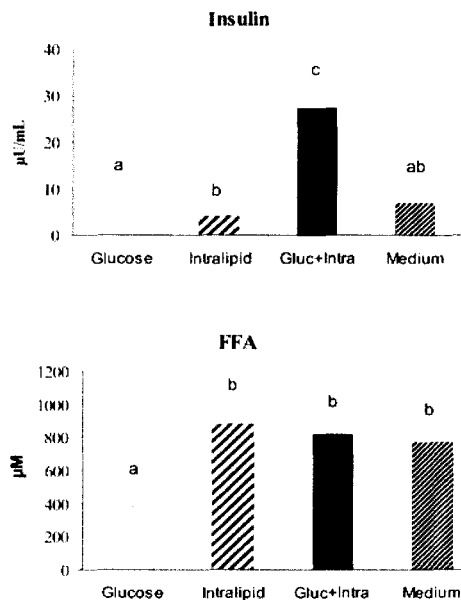 Insulin
40
c
30
µU/mL
20
a
ab
10
b
0
Glucose Intralipid Gluc+Intra Medium
FFA
1200
b
1000
b
b
800
µM
600
a
400
200
0
Glucose Intralipid Gluc+Intra Medium